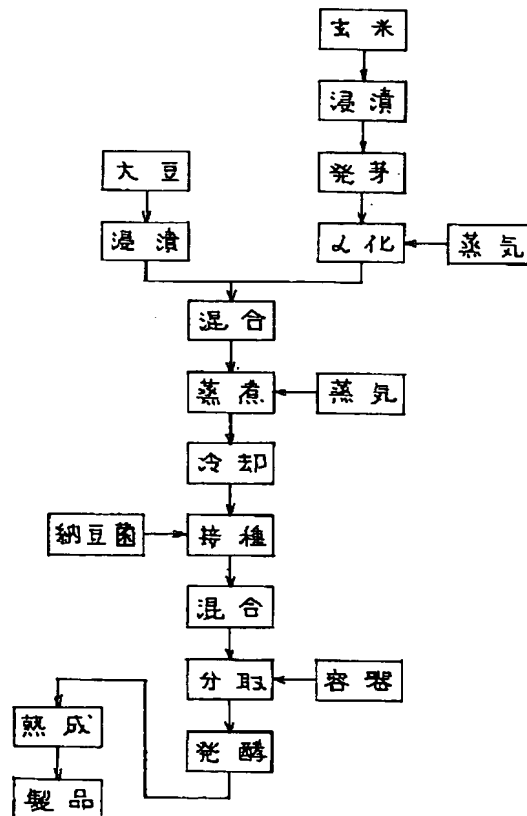 玄米
浸漬
発芽
大豆
浸漬
α化
蒸気
混合
蒸煮
蒸気
冷却
納豆菌
接種
混合
分取
容器
熟成
発酵
製品